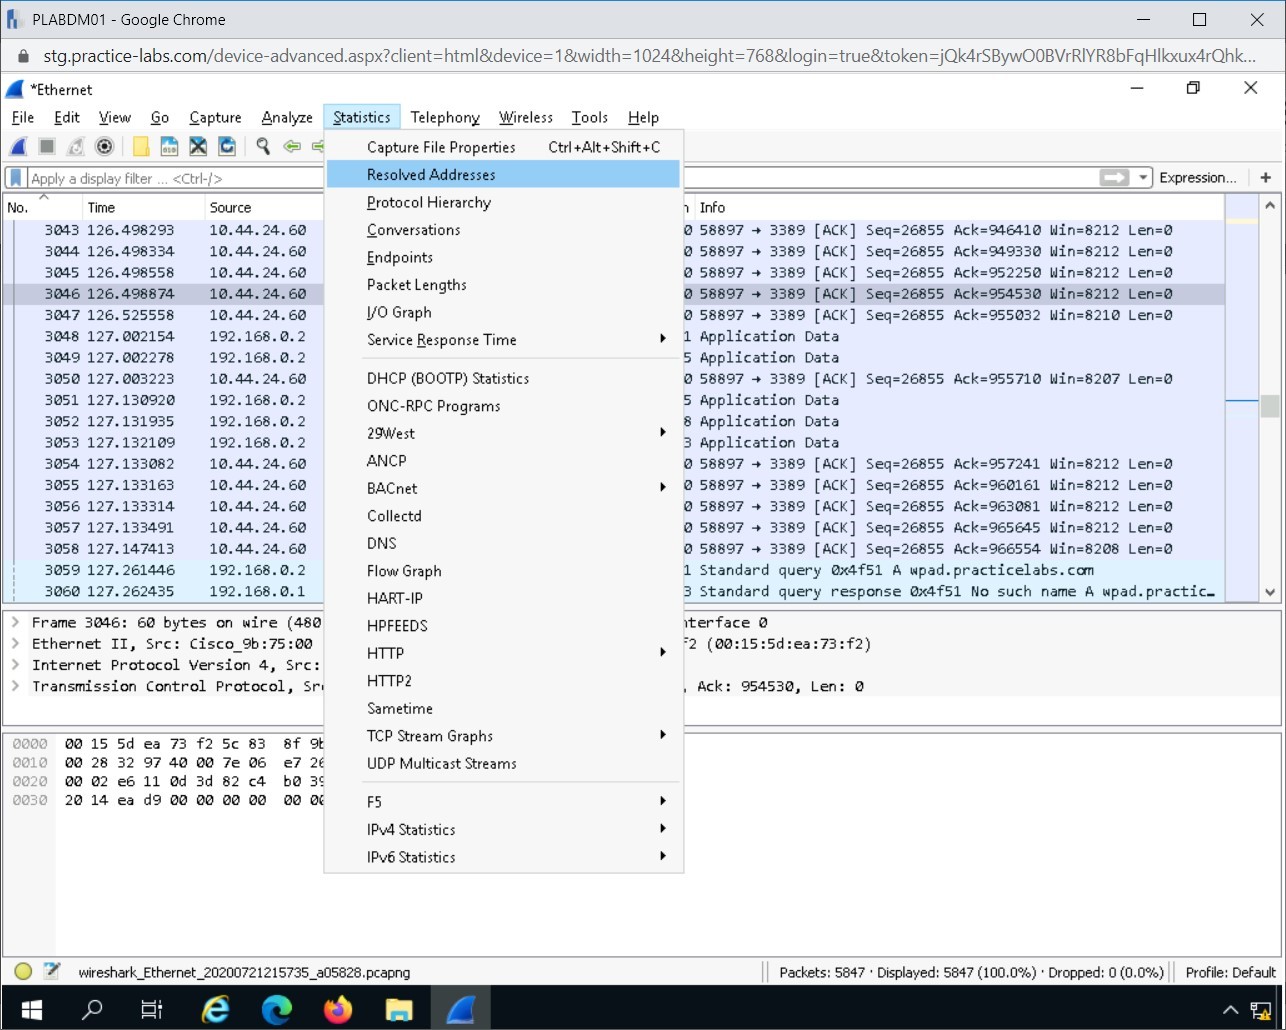 PLABDM01 - Google Chrome
stg.practice-labs.com/device-advanced.aspx?client=html&device=1&width=1024&height=768&login=true&token=jQk4rSBywO0BVrRlYR8bFqHlkxux4rQhk...
*Ethernet
File Edit View Go Capture Analyze Statistics Telephony Wireless Tools Help
Capture File Properties Ctrl+Alt+Shift+C
Apply a display filter ... <Ctrl-/> Expression... +
Resolved Addresses
Protocol Hierarchy
Conversations
Endpoints
Packet Lengths
I/O Graph
Service Response Time
DHCP (BOOTP) Statistics
ONC-RPC Programs
29West
ANCP
BACnet
Collectd
DNS
Flow Graph
HART-IP
HPFEEDS
HTTP
HTTP2
Sametime
TCP Stream Graphs
UDP Multicast Streams
F5
IPv4 Statistics
IPv6 Statistics
No. Time Source Info
3043 126.498293 10.44.24.60 0 58897 → 3389 [ACK] Seq=26855 Ack=946410 Win=8212 Len=0
3044 126.498334 10.44.24.60 0 58897 → 3389 [ACK] Seq=26855 Ack=949330 Win=8212 Len=0
3045 126.498558 10.44.24.60 0 58897 → 3389 [ACK] Seq=26855 Ack=952250 Win=8212 Len=0
3046 126.498874 10.44.24.60 0 58897 → 3389 [ACK] Seq=26855 Ack=954530 Win=8212 Len=0
3047 126.525558 10.44.24.60 0 58897 → 3389 [ACK] Seq=26855 Ack=955032 Win=8210 Len=0
3048 127.002154 192.168.0.2 1 Application Data
3049 127.002278 192.168.0.2 5 Application Data
3050 127.003223 10.44.24.60 0 58897 → 3389 [ACK] Seq=26855 Ack=955710 Win=8207 Len=0
3051 127.130920 192.168.0.2 5 Application Data
3052 127.131935 192.168.0.2 8 Application Data
3053 127.132109 192.168.0.2 3 Application Data
3054 127.133082 10.44.24.60 0 58897 → 3389 [ACK] Seq=26855 Ack=957241 Win=8212 Len=0
3055 127.133163 10.44.24.60 0 58897 → 3389 [ACK] Seq=26855 Ack=960161 Win=8212 Len=0
3056 127.133314 10.44.24.60 0 58897 → 3389 [ACK] Seq=26855 Ack=963081 Win=8212 Len=0
3057 127.133491 10.44.24.60 0 58897 → 3389 [ACK] Seq=26855 Ack=965645 Win=8212 Len=0
3058 127.147413 10.44.24.60 0 58897 → 3389 [ACK] Seq=26855 Ack=966554 Win=8208 Len=0
3059 127.261446 192.168.0.2 1 Standard query 0x4f51 A wpad.practicelabs.com
3060 127.262435 192.168.0.1 3 Standard query response 0x4f51 No such name A wpad.practic...
Frame 3046: 60 bytes on wire (480 nterface 0
Ethernet II, Src: Cisco_9b:75:00 f2 (00:15:5d:ea:73:f2)
Internet Protocol Version 4, Src:
Transmission Control Protocol, Src , Ack: 954530, Len: 0
0000 00 15 5d ea 73 f2 5c 83 8f 9b
0010 00 28 32 97 40 00 7e 06 e7 26
0020 00 02 e6 11 0d 3d 82 c4 b0 39
0030 20 14 ea d9 00 00 00 00 00 00
wireshark_Ethernet_20200721215735_a05828.pcapng Packets: 5847 · Displayed: 5847 (100.0%) · Dropped: 0 (0.0%) Profile: Default